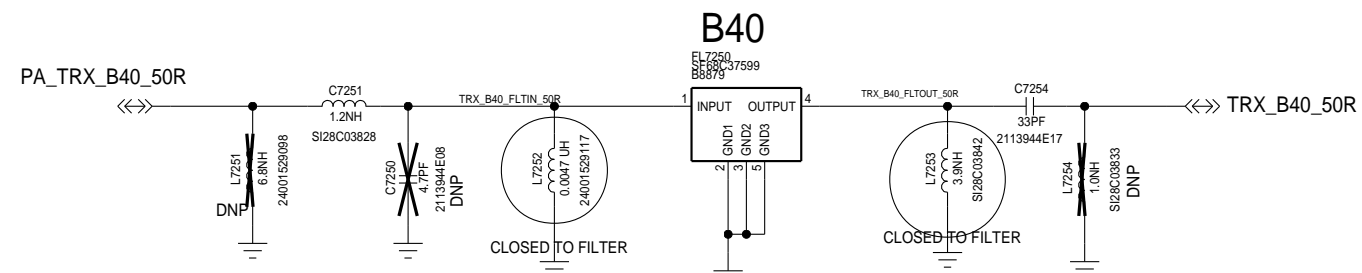 B40
FL7250
SF68C37599
B8879
PA_TRX_B40_50R
C7251
1.2NH
SI28C03828
TRX_B40_FLTIN_50R
1
INPUT
OUTPUT
4
GND1
GND2
GND3
2
3
5
TRX_B40_FLTOUT_50R
C7254
33PF
2113944E17
TRX_B40_50R
L7251
6.8NH
24001529098
DNP
C7250
4.7PF
2113944E08
DNP
L7252
0.0047 UH
24001529117
CLOSED TO FILTER
L7253
3.9NH
SI28C03842
CLOSED TO FILTER
L7254
1.0NH
SI28C03833
DNP